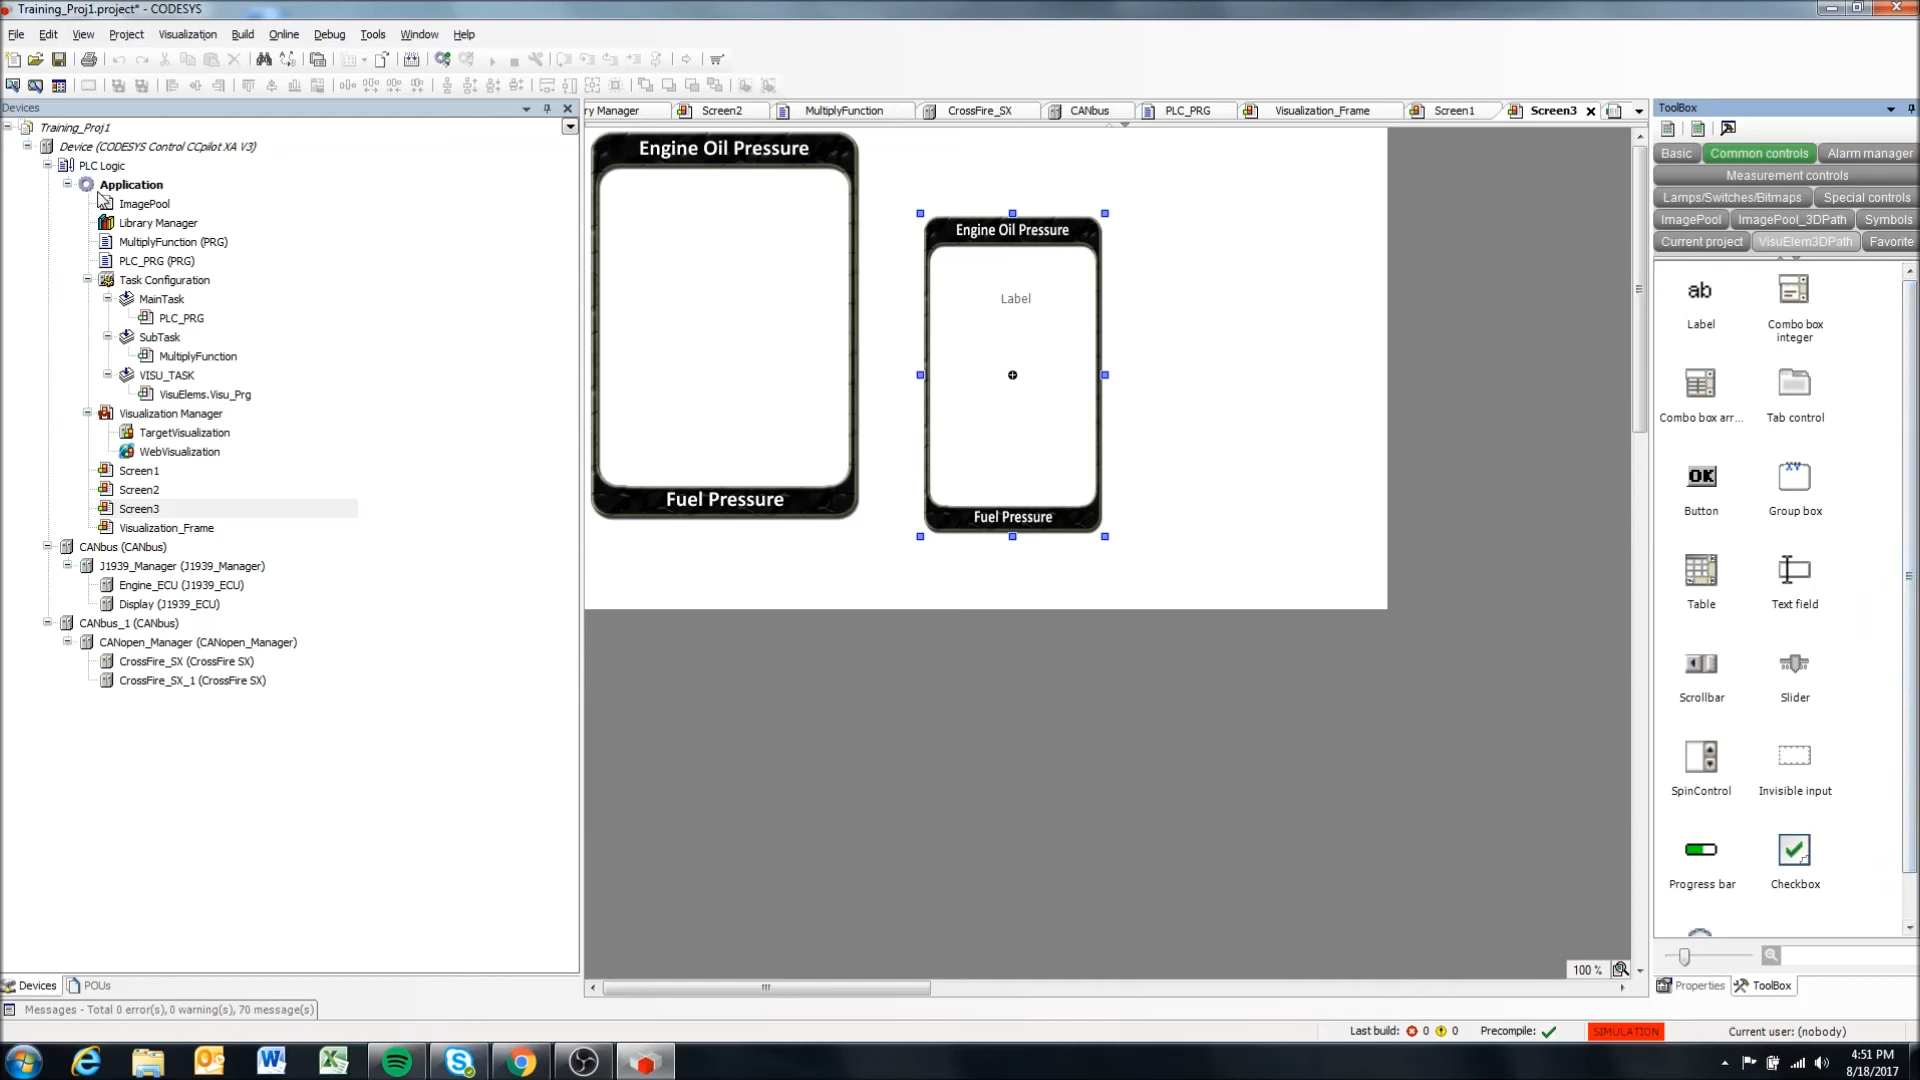 Training_Proj1.project* - CODESYS
File Edit View Project Visualization Build Online Debug Tools Window Help
Devices
ry Manager Screen2 MultiplyFunction CrossFire_SX CANbus PLC_PRG Visualization_Frame Screen1 Screen3
ToolBox
Training_Proj1
Device (CODESYS Control CCpilot XA V3)
PLC Logic
Application
ImagePool
Library Manager
MultiplyFunction (PRG)
PLC_PRG (PRG)
Task Configuration
MainTask
PLC_PRG
SubTask
MultiplyFunction
VISU_TASK
VisuElems.Visu_Prg
Visualization Manager
TargetVisualization
WebVisualization
Screen1
Screen2
Screen3
Visualization_Frame
CANbus (CANbus)
J1939_Manager (J1939_Manager)
Engine_ECU (J1939_ECU)
Display (J1939_ECU)
CANbus_1 (CANbus)
CANopen_Manager (CANopen_Manager)
CrossFire_SX (CrossFire SX)
CrossFire_SX_1 (CrossFire SX)
Engine Oil Pressure
Fuel Pressure
Engine Oil Pressure
Label
Fuel Pressure
100 %
Basic Common controls Alarm manager
Measurement controls
Lamps/Switches/Bitmaps Special controls
ImagePool ImagePool_3DPath Symbols
Current project VisuElem3DPath Favorite
ab
Label
Combo box integer
Combo box arr...
Tab control
OK
Button
XY
Group box
Table
Text field
Scrollbar
Slider
SpinControl
Invisible input
Progress bar
Checkbox
Devices POUs
Properties ToolBox
Messages - Total 0 error(s), 0 warning(s), 70 message(s)
Last build: 0 0 Precompile: SIMULATION Current user: (nobody)
4:51 PM
8/18/2017